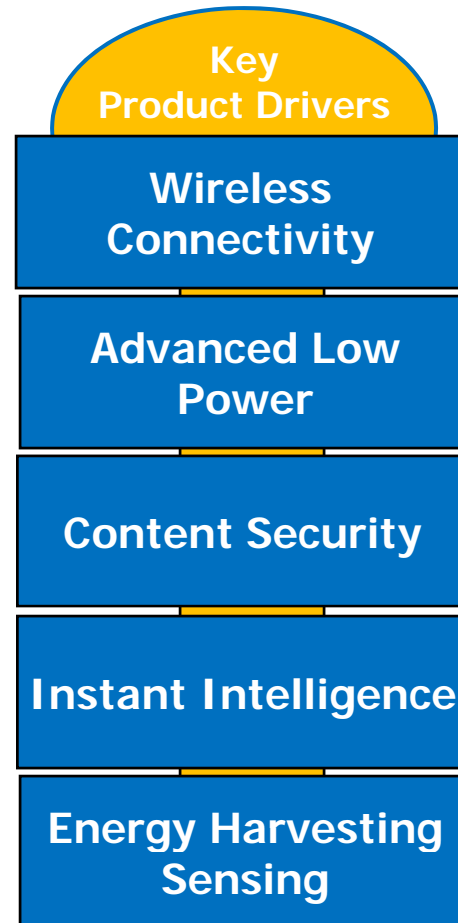 Key
Product Drivers
Wireless
Connectivity
Advanced Low
Power
Content Security
Instant Intelligence
Energy Harvesting
Sensing